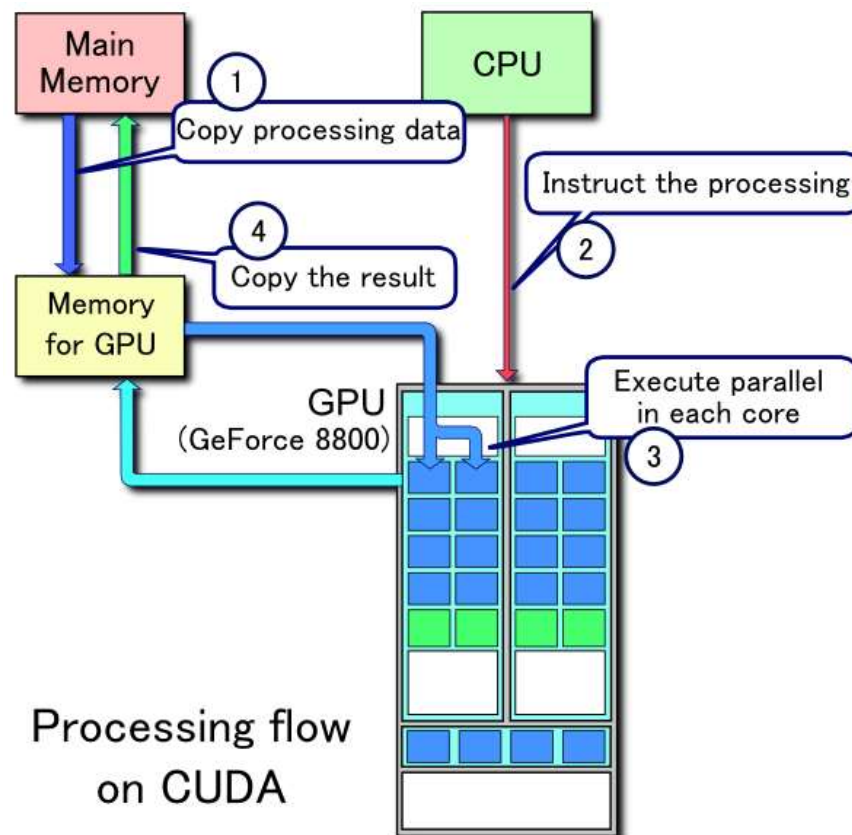 Main
Memory
CPU
1
Copy processing data
Instruct the processing
2
4
Copy the result
Memory
for GPU
GPU
(GeForce 8800)
Execute parallel
in each core
3
Processing flow
on CUDA